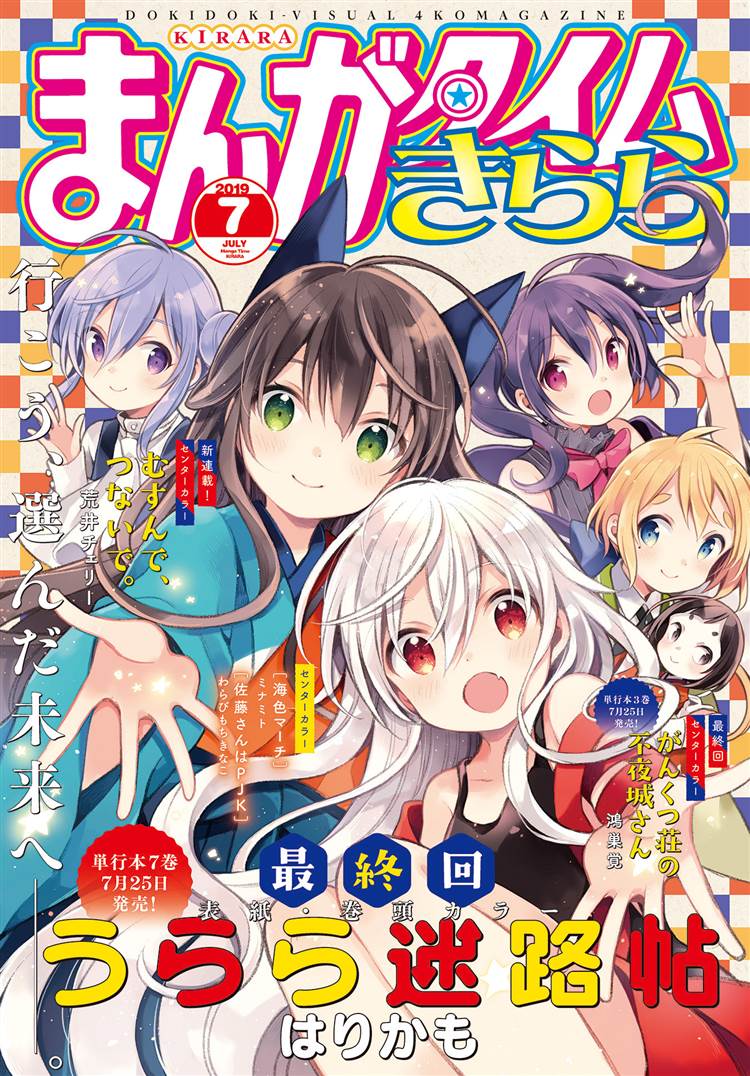 DOKIDOKI-VISUAL 4KOMAGAZINE
KIRARA
まんがタイム
きらら
2019
7
JULY
Manga Time
KIRARA
行こう、選んだ未来へ――。
新連載！
センターカラー
むすんで、
つないで。
荒井チェリー
センターカラー
［海色マーチ］
ミナミト
［佐藤さんはPJK］
わらびもちきなこ
単行本3巻
7月25日
発売！
最終回
センターカラー
がんくつ荘の
不夜城さん
鴻巣覚
単行本7巻
7月25日
発売！
最終回
表紙・巻頭カラー
うらら迷路帖
はりかも